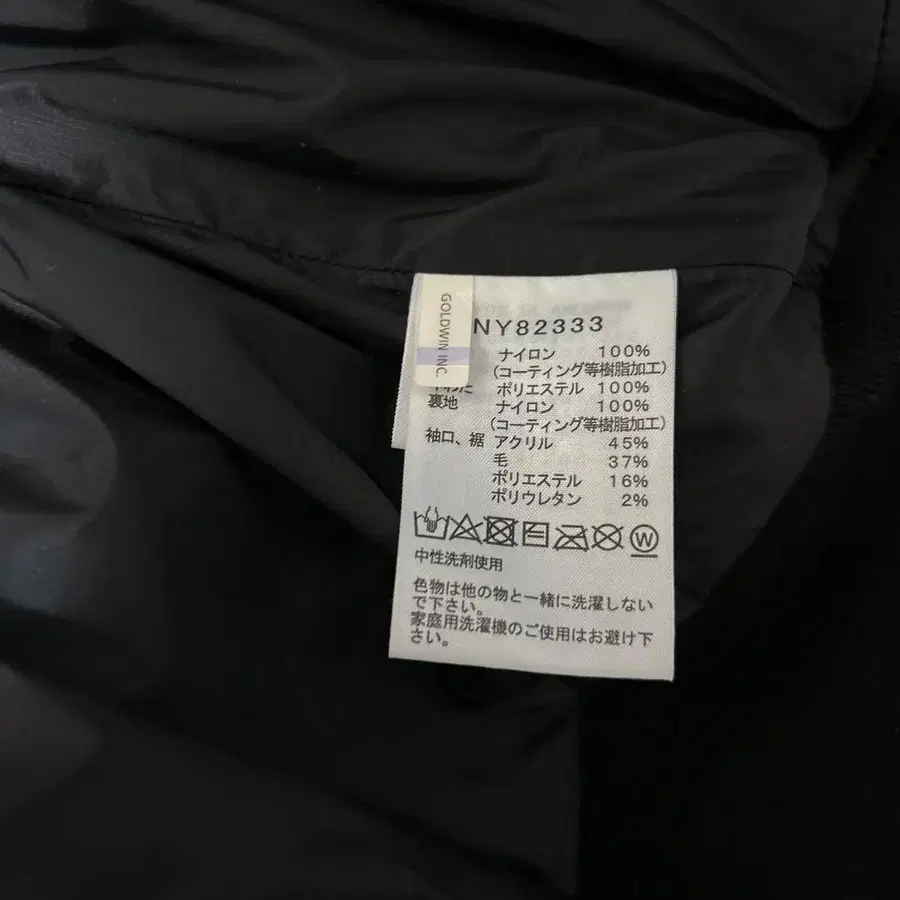 GOLDWIN INC.
NY82333
ナイロン 100%
(コーティング等樹脂加工)
ポリエステル 100%
裏地 ナイロン 100%
(コーティング等樹脂加工)
袖口、裾 アクリル 45%
毛 37%
ポリエステル 16%
ポリウレタン 2%
W
中性洗剤使用
色物は他の物と一緒に洗濯しない
で下さい。
家庭用洗濯機のご使用はお避け下
さい。